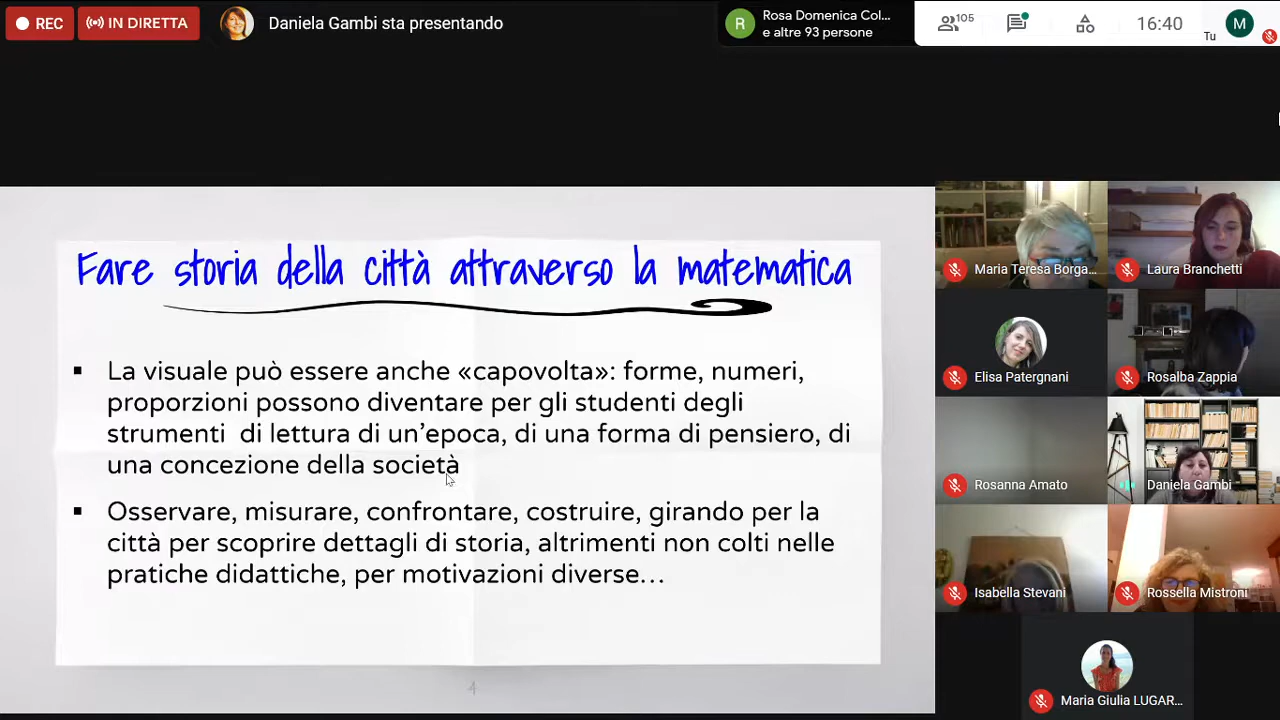 REC
IN DIRETTA
Daniela Gambi sta presentando
R
Rosa Domenica Col...
e altre 93 persone
105
16:40
Tu
M
Fare storia della città attraverso la matematica
▪ La visuale può essere anche «capovolta»: forme, numeri,
proporzioni possono diventare per gli studenti degli
strumenti di lettura di un’epoca, di una forma di pensiero, di
una concezione della società
▪ Osservare, misurare, confrontare, costruire, girando per la
città per scoprire dettagli di storia, altrimenti non colti nelle
pratiche didattiche, per motivazioni diverse…
4
Maria Teresa Borga...
Laura Branchetti
Elisa Patergnani
Rosalba Zappia
Rosanna Amato
Daniela Gambi
Isabella Stevani
Rossella Mistroni
Maria Giulia LUGAR...